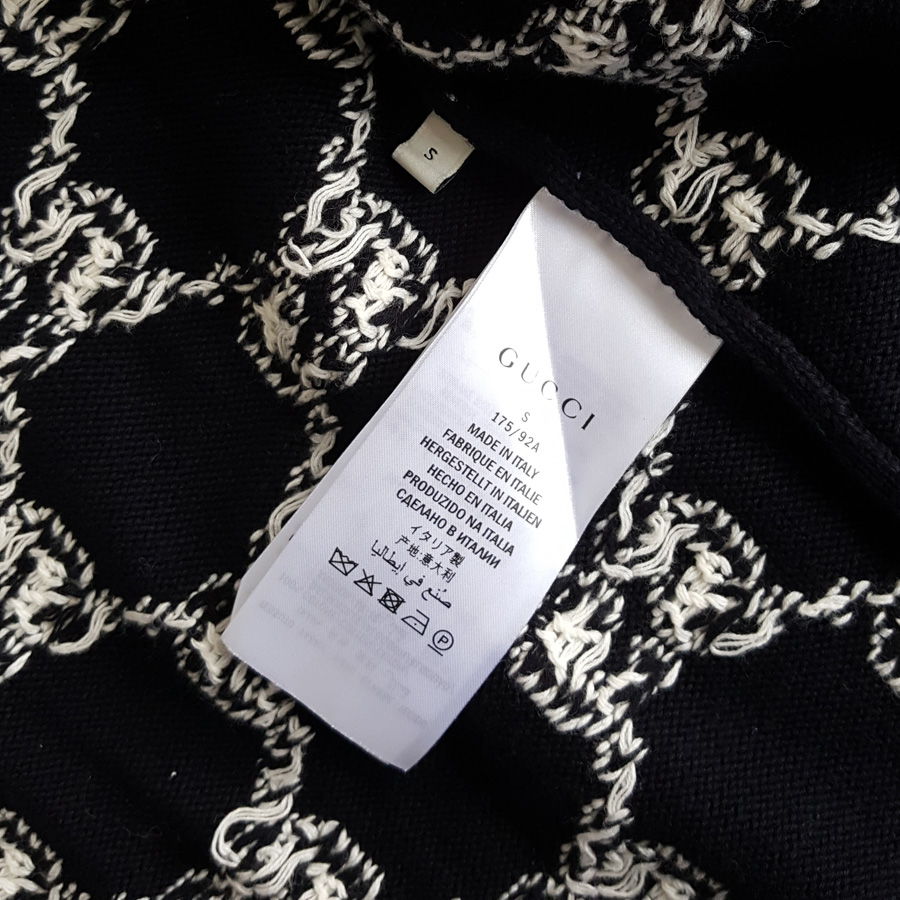 S
GUCCI
S
175/92A
MADE IN ITALY
FABRIQUE EN ITALIE
HERGESTELLT IN ITALIEN
HECHO EN ITALIA
PRODUZIDO NA ITALIA
СДЕЛАНО В ИТАЛИИ
イタリア製
产地:意大利
صُنع في إيطاليا
P